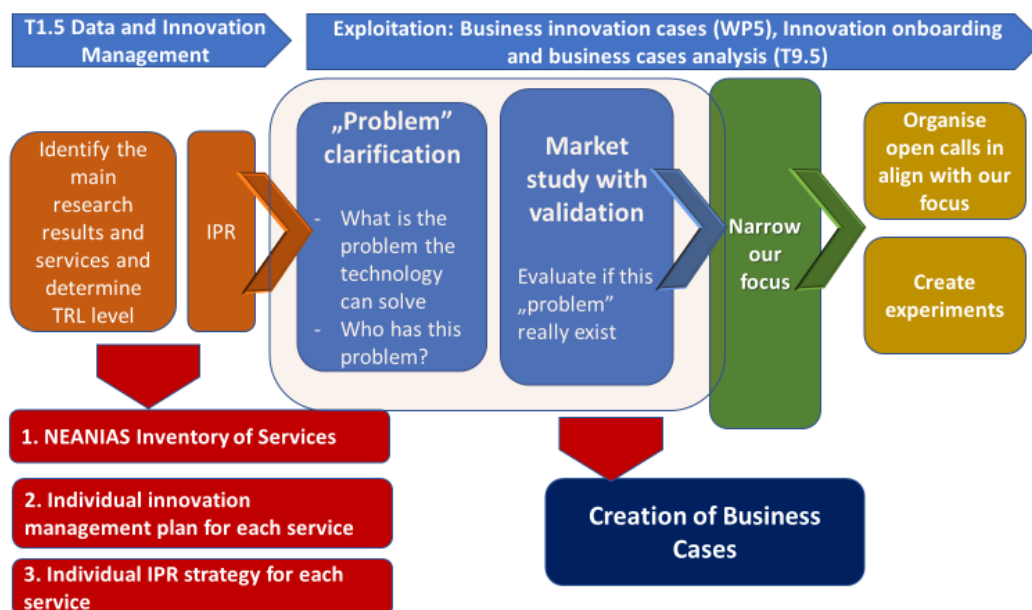 T1.5 Data and Innovation
Management
Exploitation: Business innovation cases (WP5), Innovation onboarding
and business cases analysis (T9.5)
Identify the
main
research
results and
services and
determine
TRL level
IPR
„Problem”
clarification
- What is the
problem the
technology
can solve
- Who has this
problem?
Market
study with
validation
Evaluate if this
„problem”
really exist
Narrow
our
focus
Organise
open calls in
align with our
focus
Create
experiments
1. NEANIAS Inventory of Services
2. Individual innovation
management plan for each service
3. Individual IPR strategy for each
service
Creation of Business
Cases